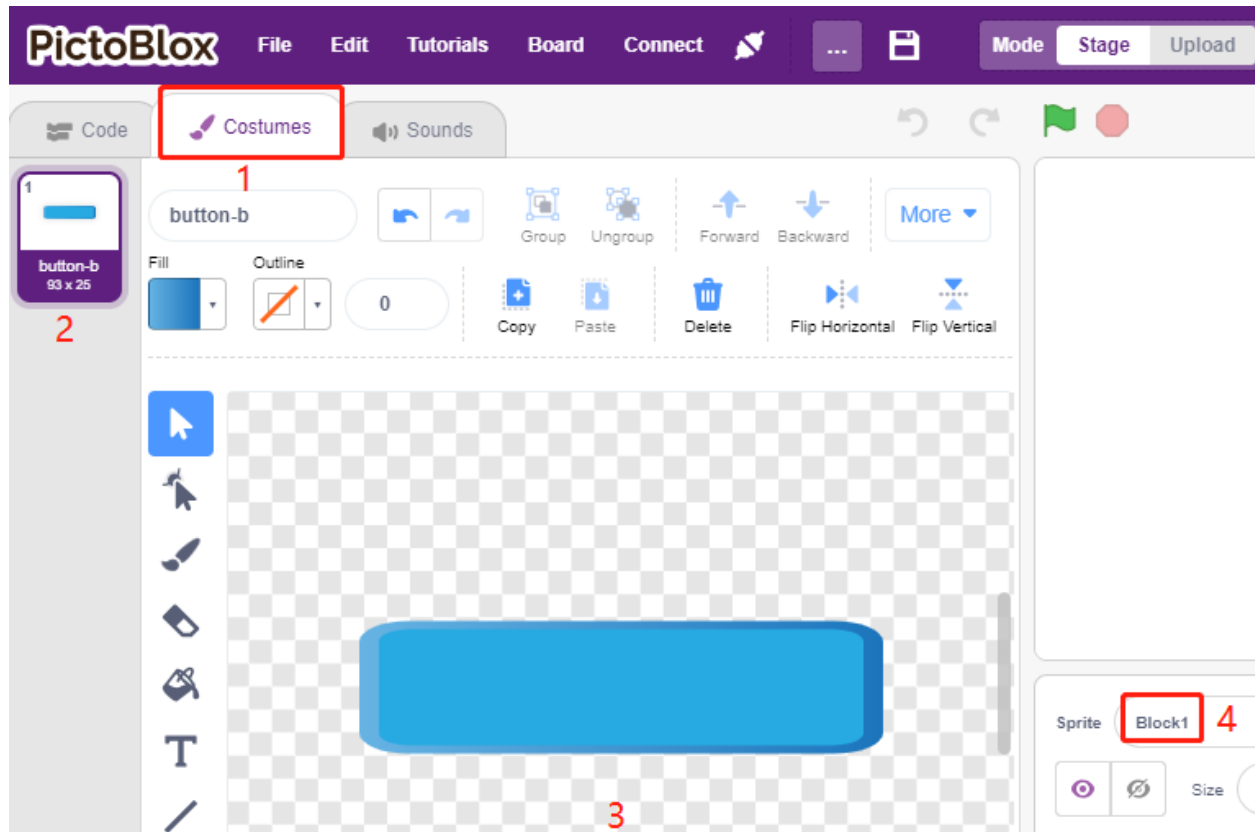 PictoBlox File Edit Tutorials Board Connect ... Mode Stage Upload
Code Costumes Sounds
1
1
button-b
93 x 25
2
button-b Group Ungroup Forward Backward More
Fill Outline
0 Copy Paste Delete Flip Horizontal Flip Vertical
T
3
Sprite Block1 4
Size